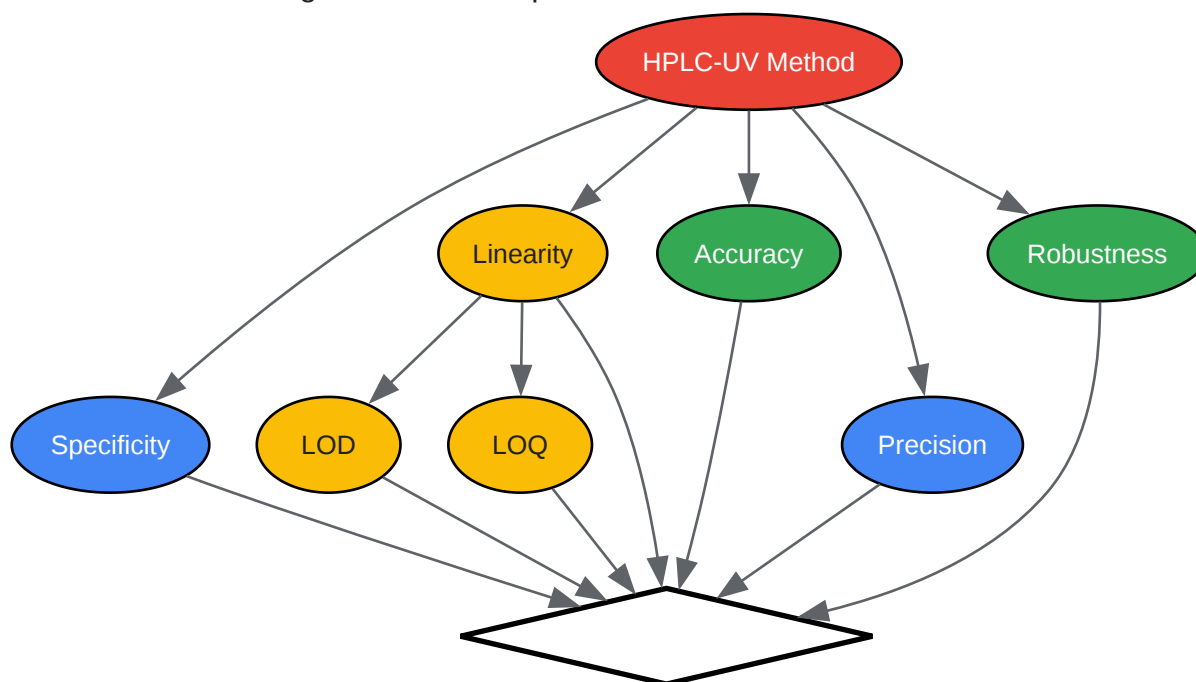 HPLC-UV Method
Linearity
Accuracy
Robustness
Specificity
LOD
LOQ
Precision